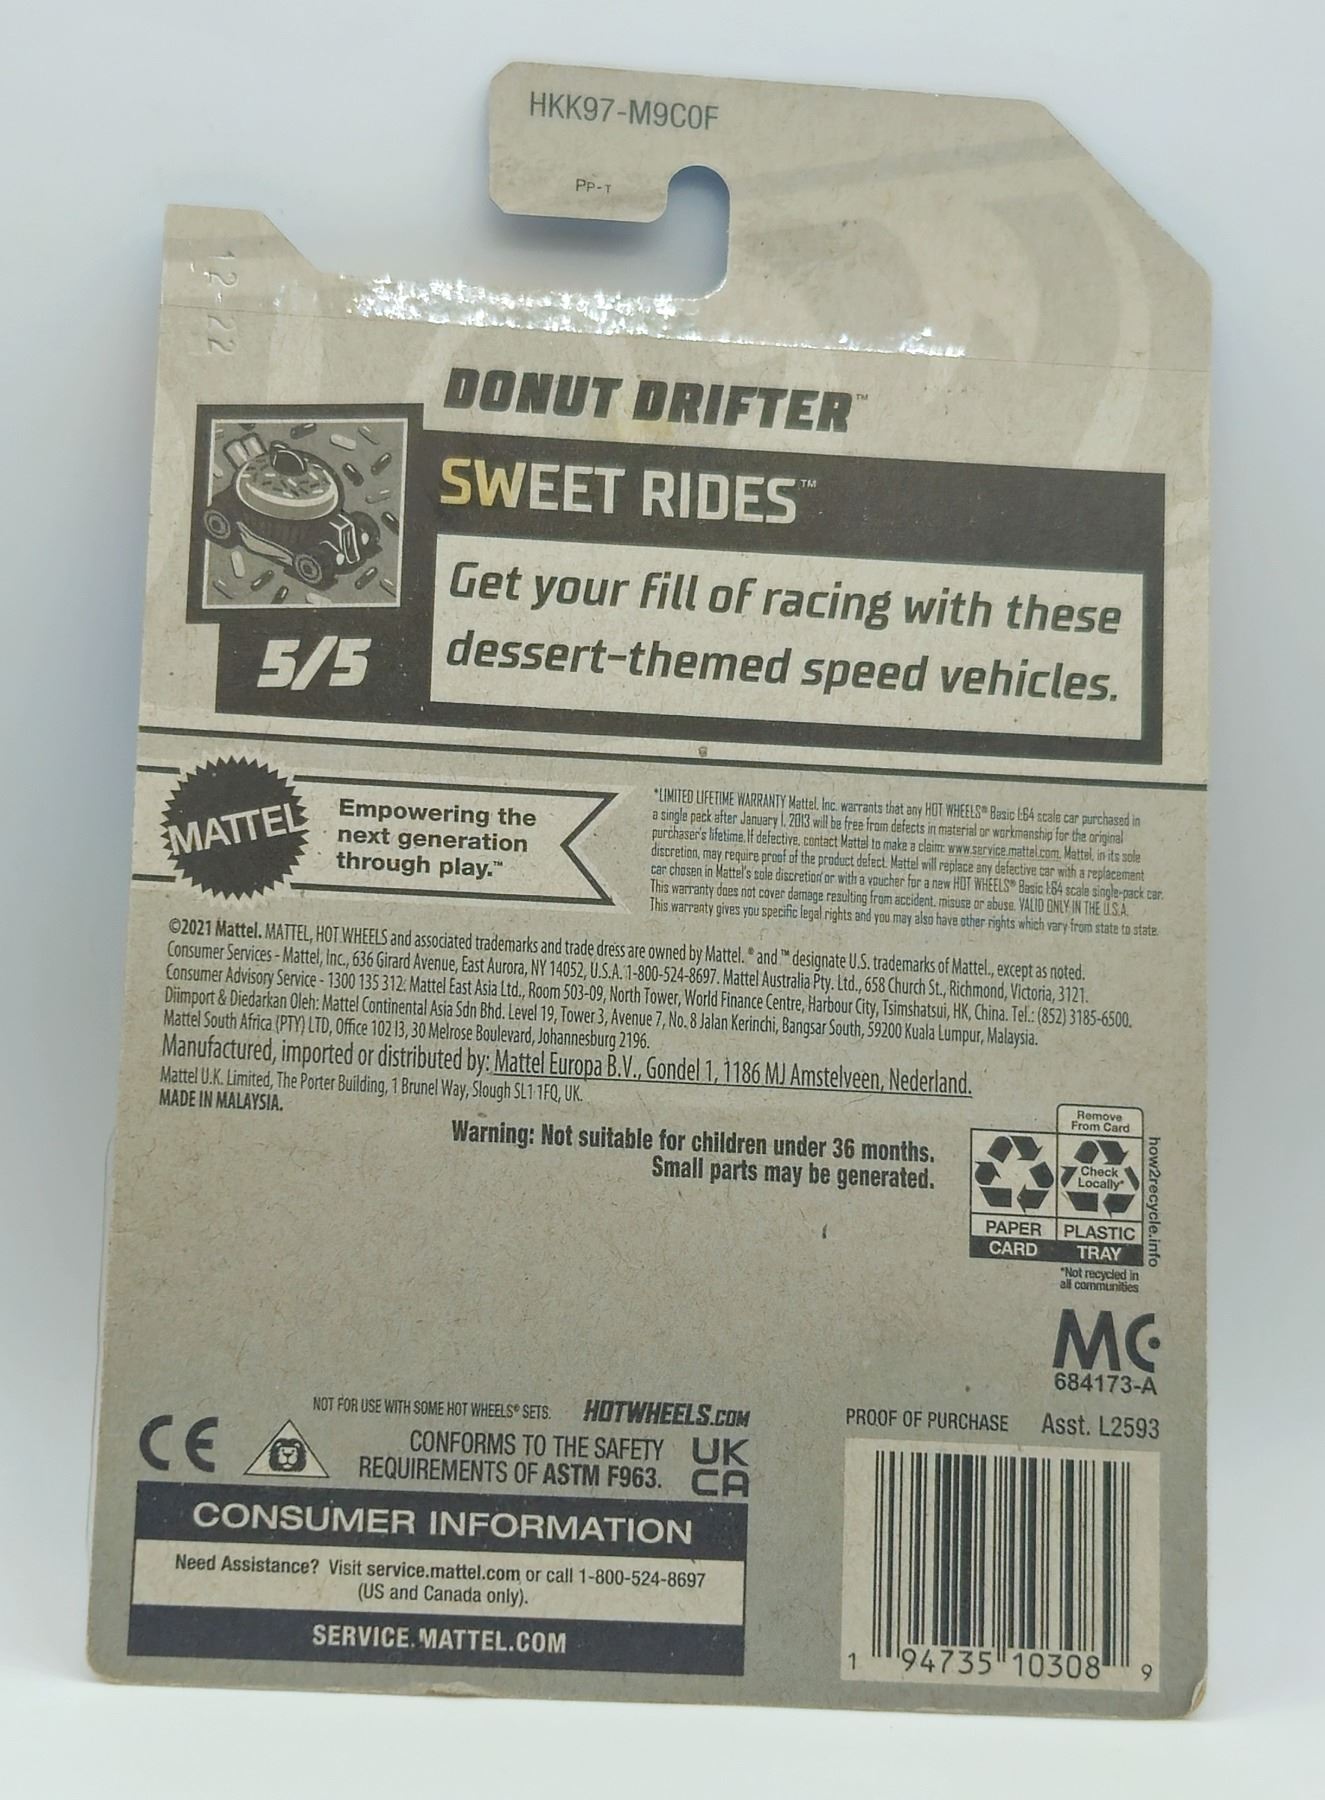 HKK97-M9C0F
PP-T
12-22
DONUT DRIFTER™
SWEET RIDES™
Get your fill of racing with these
dessert-themed speed vehicles.
5/5
MATTEL
Empowering the
next generation
through play.™
*LIMITED LIFETIME WARRANTY Mattel, Inc. warrants that any HOT WHEELS® Basic 1:64 scale car purchased in
a single pack after January 1, 2013 will be free from defects in material or workmanship for the original
purchaser's lifetime. If defective, contact Mattel to make a claim: www.service.mattel.com. Mattel, in its sole
discretion, may require proof of the product defect. Mattel will replace any defective car with a replacement
car chosen in Mattel's sole discretion or with a voucher for a new HOT WHEELS® Basic 1:64 scale single-pack car.
This warranty does not cover damage resulting from accident, misuse or abuse. VALID ONLY IN THE U.S.A.
This warranty gives you specific legal rights and you may also have other rights which vary from state to state.
©2021 Mattel. MATTEL, HOT WHEELS and associated trademarks and trade dress are owned by Mattel. ® and ™ designate U.S. trademarks of Mattel., except as noted.
Consumer Services - Mattel, Inc., 636 Girard Avenue, East Aurora, NY 14052, U.S.A. 1-800-524-8697. Mattel Australia Pty. Ltd., 658 Church St., Richmond, Victoria, 3121.
Consumer Advisory Service - 1300 135 312. Mattel East Asia Ltd., Room 503-09, North Tower, World Finance Centre, Harbour City, Tsimshatsui, HK, China. Tel.: (852) 3185-6500.
Diimport & Diedarkan Oleh: Mattel Continental Asia Sdn Bhd. Level 19, Tower 3, Avenue 7, No. 8 Jalan Kerinchi, Bangsar South, 59200 Kuala Lumpur, Malaysia.
Mattel South Africa (PTY) LTD, Office 102 I3, 30 Melrose Boulevard, Johannesburg 2196.
Manufactured, imported or distributed by: Mattel Europa B.V., Gondel 1, 1186 MJ Amstelveen, Nederland.
Mattel U.K. Limited, The Porter Building, 1 Brunel Way, Slough SL1 1FQ, UK.
MADE IN MALAYSIA.
Warning: Not suitable for children under 36 months.
Small parts may be generated.
Remove
From Card
Check
Locally*
PAPER
PLASTIC
CARD
TRAY
how2recycle.info
*Not recycled in
all communities
MC
684173-A
NOT FOR USE WITH SOME HOT WHEELS® SETS.
HOTWHEELS.COM
PROOF OF PURCHASE Asst. L2593
CE
CONFORMS TO THE SAFETY
REQUIREMENTS OF ASTM F963.
UK
CA
CONSUMER INFORMATION
Need Assistance? Visit service.mattel.com or call 1-800-524-8697
(US and Canada only).
SERVICE.MATTEL.COM
1 94735 10308 9